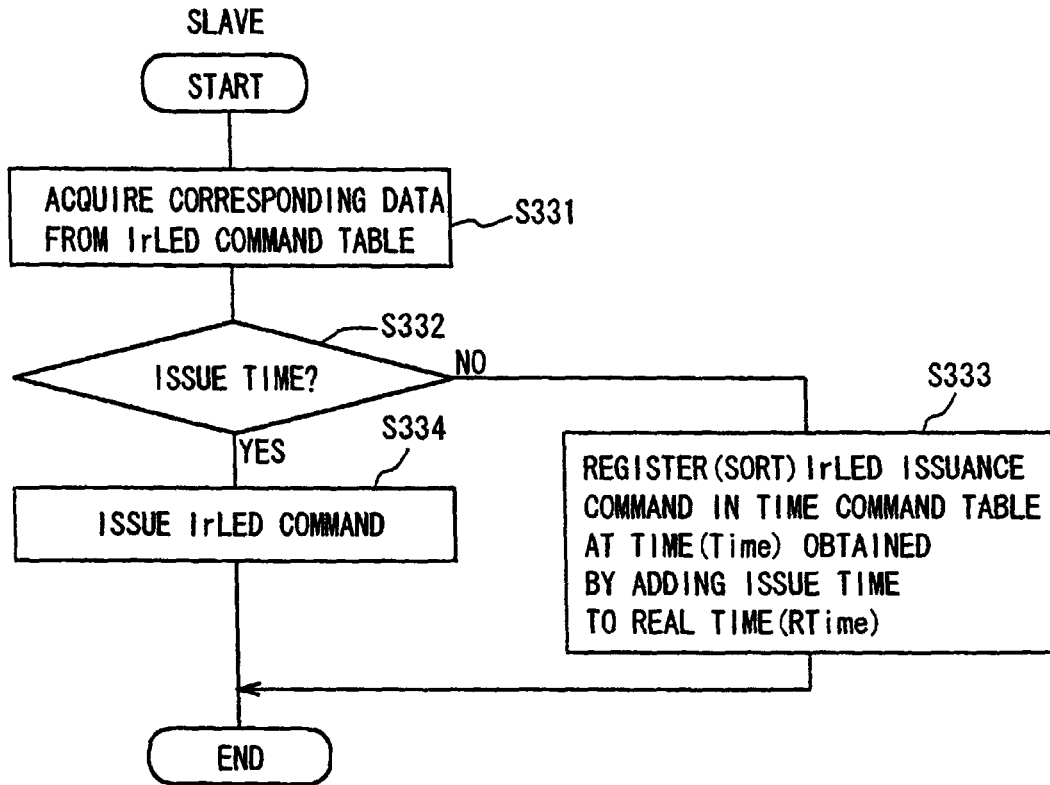 SLAVE
START
ACQUIRE CORRESPONDING DATA
FROM IrLED COMMAND TABLE
S331
S332
ISSUE TIME?
NO
YES
S333
S334
REGISTER(SORT)IrLED ISSUANCE
COMMAND IN TIME COMMAND TABLE
AT TIME(Time) OBTAINED
BY ADDING ISSUE TIME
TO REAL TIME(RTime)
ISSUE IrLED COMMAND
END